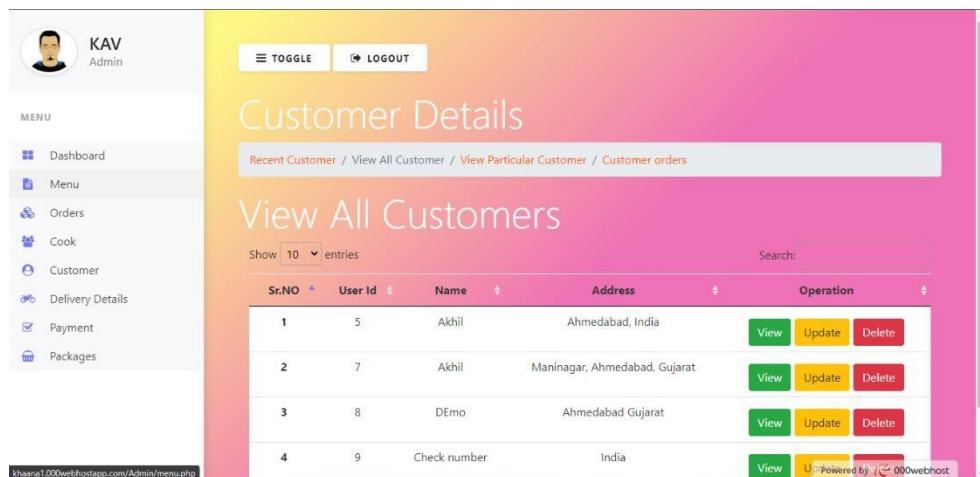 KAV
Admin
MENU
Dashboard
Menu
Orders
Cook
Customer
Delivery Details
Payment
Packages
TOGGLE
LOGOUT
Customer Details
Recent Customer / View All Customer / View Particular Customer / Customer orders
View All Customers
Show 10 entries
Search:
Sr.NO User Id Name Address Operation
1 5 Akhil Ahmedabad, India View Update Delete
2 7 Akhil Maninagar, Ahmedabad, Gujarat View Update Delete
3 8 DEmo Ahmedabad Gujarat View Update Delete
4 9 Check number India View
Powered by 000webhost
khaana1.000webhostapp.com/Admin/menu.php